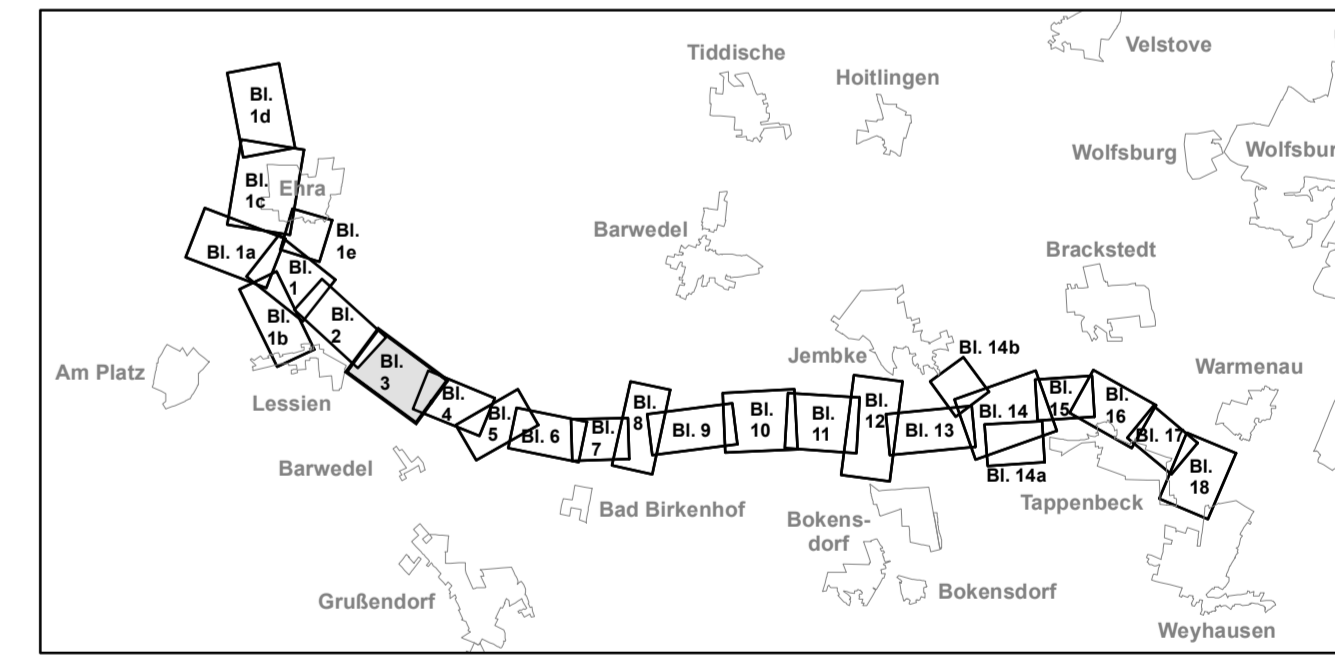 Velstove
Tiddische
Hoitlingen
Bl.
1d
Wolfsburg
Wolfsbur
Bl.
1c
Ehra
Barwedel
Bl.
1e
Bl. 1a
Brackstedt
Bl.
1
Bl.
1b
Bl.
2
Bl. 14b
Jembke
Warmenau
Am Platz
Bl.
3
Lessien
Bl.
4
Bl.
5
Bl. 6
Bl.
7
Bl.
8
Bl. 9
Bl.
10
Bl.
11
Bl.
12
Bl. 13
Bl. 14
Bl.
15
Bl.
16
Bl. 17
Bl.
18
Bl. 14a
Barwedel
Tappenbeck
Bad Birkenhof
Bokens-
dorf
Bokensdorf
Grußendorf
Weyhausen